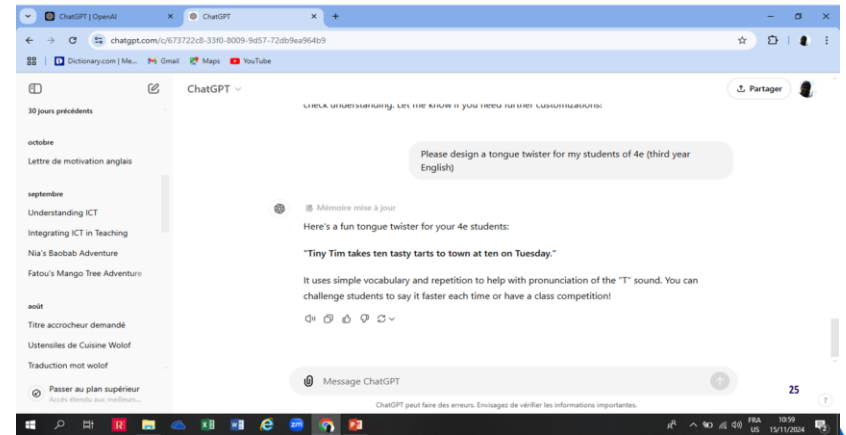 ChatGPT | OpenAI
ChatGPT
chatgpt.com/c/673722c8-33f0-8009-9d57-72db9ea964b9
Dictionary.com | Me...
Gmail
Maps
YouTube
ChatGPT
Partager
30 jours précédents
octobre
Lettre de motivation anglais
septembre
Understanding ICT
Integrating ICT in Teaching
Nia's Baobab Adventure
Fatou's Mango Tree Adventure
août
Titre accrocheur demandé
Ustensiles de Cuisine Wolof
Traduction mot wolof
Passer au plan supérieur
Accès étendu aux meilleurs...
check understanding. Let me know if you need further customizations!
Please design a tongue twister for my students of 4e (third year
English)
Mémoire mise à jour
Here's a fun tongue twister for your 4e students:
"Tiny Tim takes ten tasty tarts to town at ten on Tuesday."
It uses simple vocabulary and repetition to help with pronunciation of the "T" sound. You can
challenge students to say it faster each time or have a class competition!
Message ChatGPT
ChatGPT peut faire des erreurs. Envisagez de vérifier les informations importantes.
25
?
R
zm
FRA
US
10:59
15/11/2024